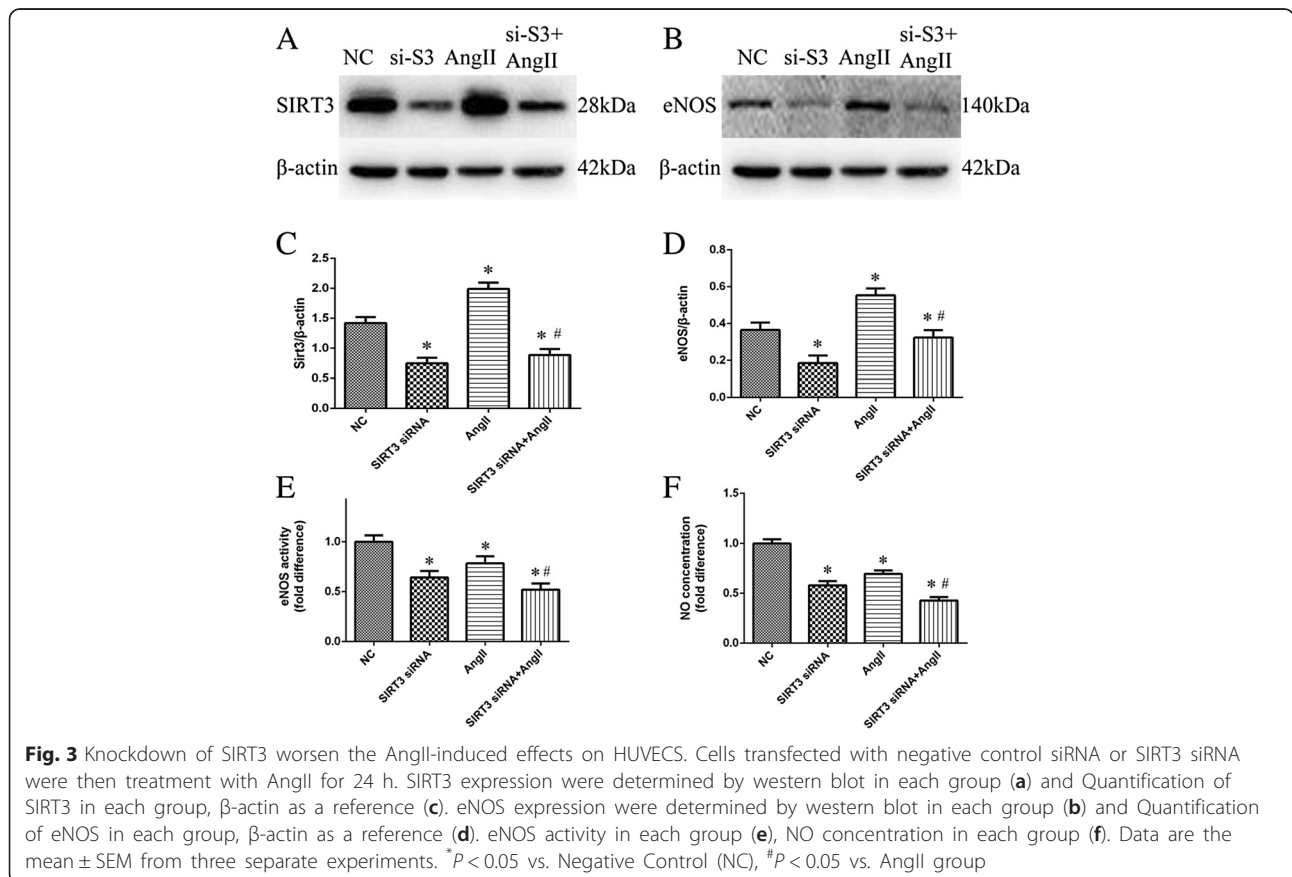 A
NC si-S3 AngII si-S3+
AngII
SIRT3 28kDa
β-actin 42kDa
B
NC si-S3 AngII si-S3+
AngII
eNOS 140kDa
β-actin 42kDa
C
Sirt3/β-actin
2.5
2.0
1.5
1.0
0.5
0.0
* * * #
NC SIRT3 siRNA AngII SIRT3 siRNA+AngII
D
eNOS/β-actin
0.8
0.6
0.4
0.2
0.0
* * * #
NC SIRT3 siRNA AngII SIRT3 siRNA+AngII
E
eNOS activity
(fold difference)
1.0
0.5
0.0
* * * #
NC SIRT3 siRNA AngII SIRT3 siRNA+AngII
F
NO concentration
(fold diference)
1.5
1.0
0.5
0.0
* * * #
NC SIRT3 siRNA AngII SIRT3 siRNA+AngII
Fig. 3 Knockdown of SIRT3 worsen the AngII-induced effects on HUVECS. Cells transfected with negative control siRNA or SIRT3 siRNA
were then treatment with AngII for 24 h. SIRT3 expression were determined by western blot in each group (a) and Quantification of
SIRT3 in each group, β-actin as a reference (c). eNOS expression were determined by western blot in each group (b) and Quantification
of eNOS in each group, β-actin as a reference (d). eNOS activity in each group (e), NO concentration in each group (f). Data are the
mean ± SEM from three separate experiments. *P < 0.05 vs. Negative Control (NC), #P < 0.05 vs. AngII group